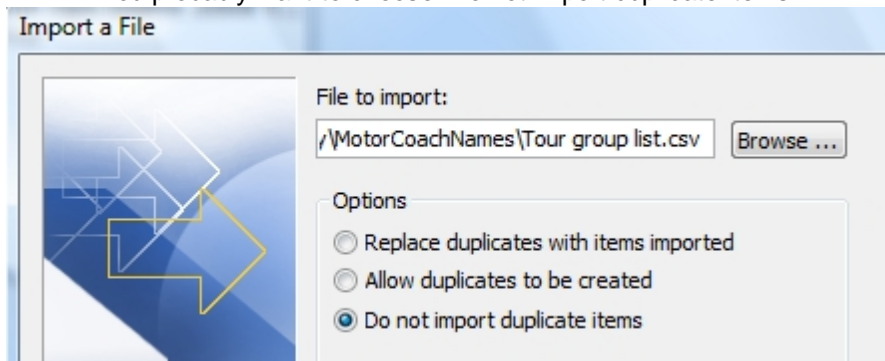 Import a File
File to import:
y\MotorCoachNames\Tour group list.csv
Browse ...
Options
Replace duplicates with items imported
Allow duplicates to be created
Do not import duplicate items